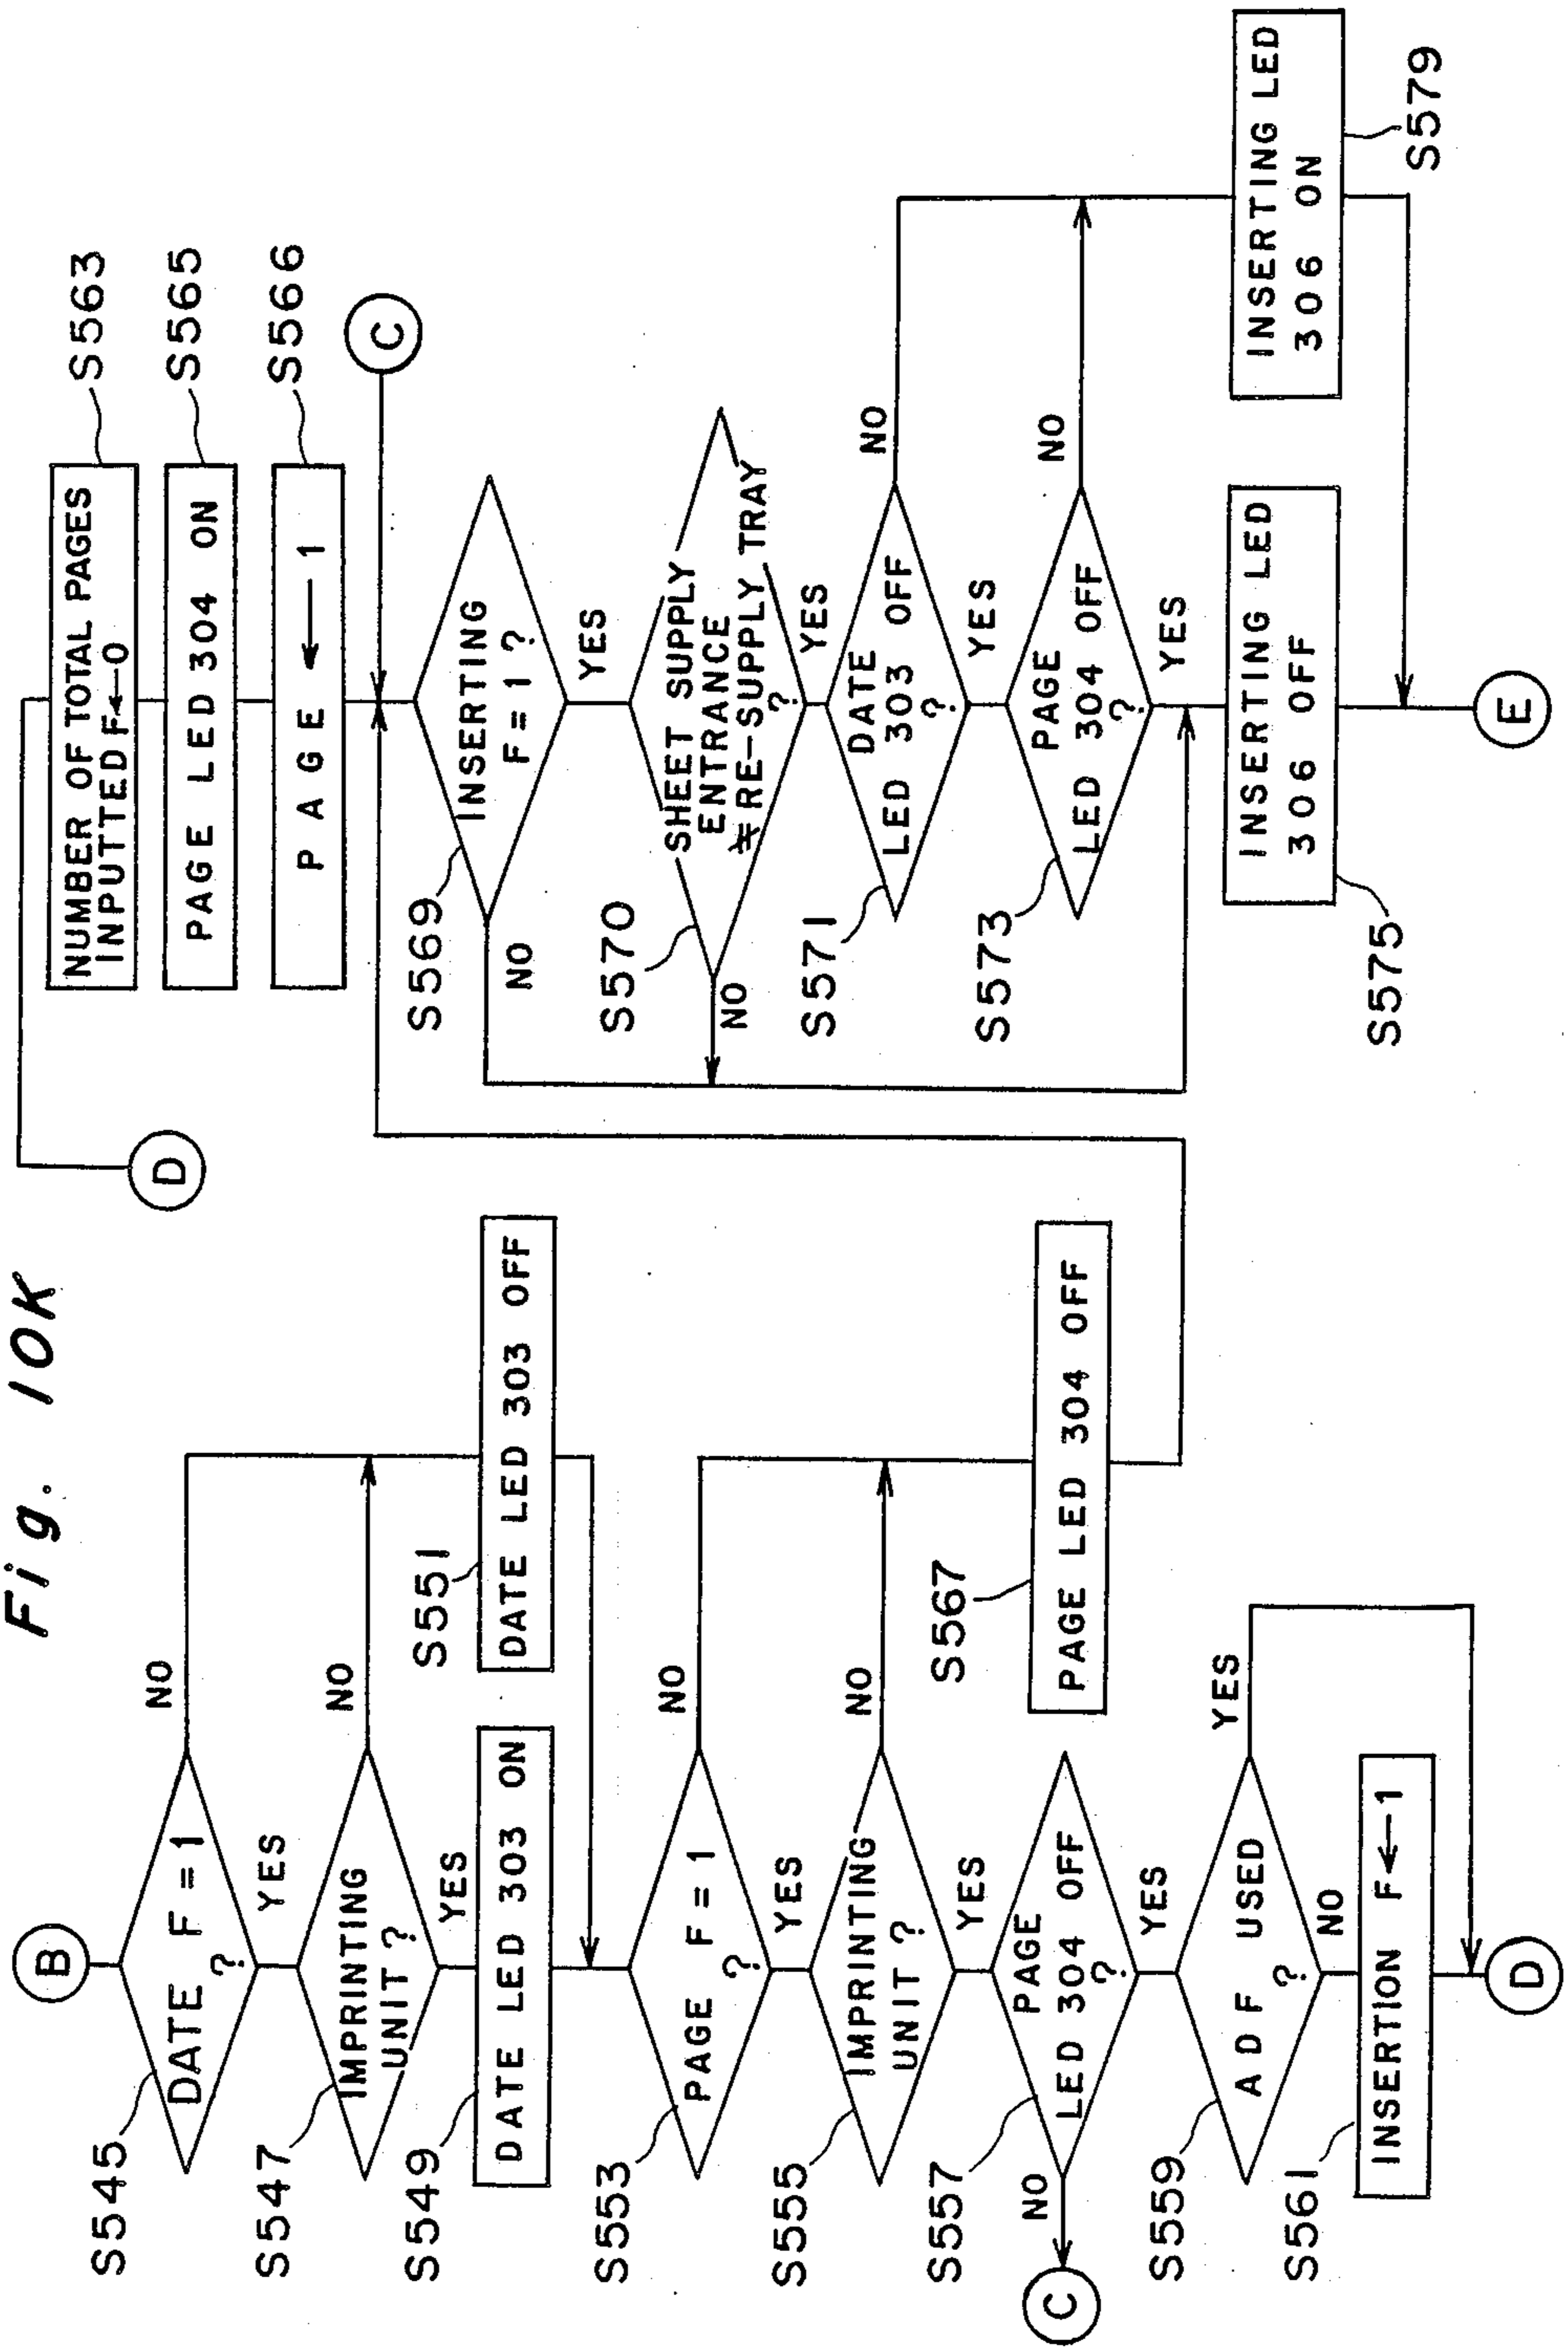 Fig. 10K
B
S545
DATE F=1
?
NO
YES
S547
IMPRINTING
UNIT ?
NO
YES
S549
DATE LED 303 ON
S551
DATE LED 303 OFF
S553
PAGE F=1
?
NO
YES
S555
IMPRINTING
UNIT ?
NO
YES
S557
PAGE
LED 304 OFF
?
NO
C
YES
S567
PAGE LED 304 OFF
S559
ADF USED
?
YES
NO
S561
INSERTION F←1
D
D
NUMBER OF TOTAL PAGES
INPUTTED F←0
S563
PAGE LED 304 ON
S565
PAGE ← 1
S566
C
S569
INSERTING
F=1 ?
NO
YES
S570
SHEET SUPPLY
ENTRANCE
≠RE-SUPPLY TRAY
?
NO
YES
S571
DATE
LED 303 OFF
?
NO
YES
S573
PAGE
LED 304 OFF
?
NO
YES
S575
INSERTING LED
306 OFF
INSERTING LED
306 ON
S579
E